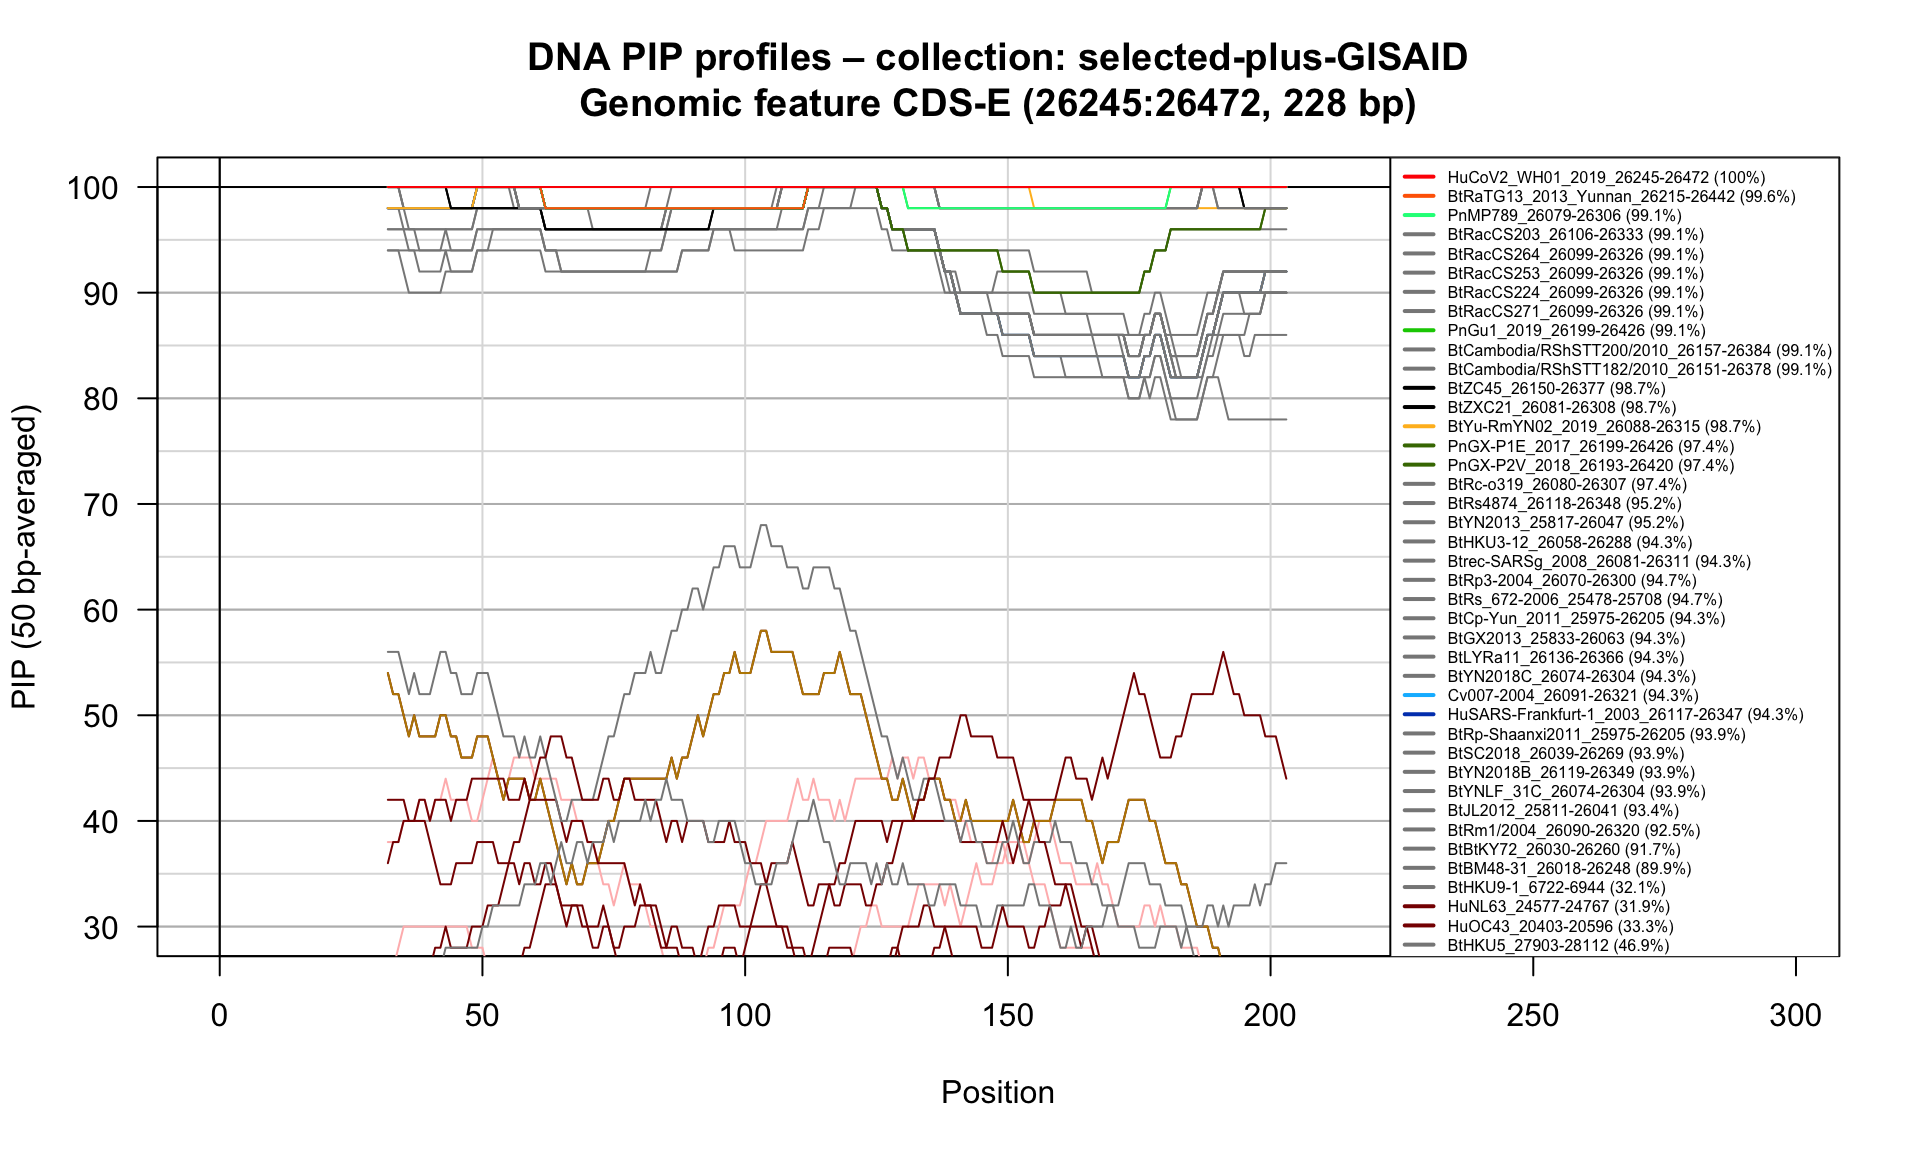 DNA PIP profiles – collection: selected-plus-GISAID
Genomic feature CDS-E (26245:26472, 228 bp)
PIP (50 bp-averaged)
100
90
80
70
60
50
40
30
HuCoV2_WH01_2019_26245-26472 (100%)
BtRaTG13_2013_Yunnan_26215-26442 (99.6%)
PnMP789_26079-26306 (99.1%)
BtRacCS203_26106-26333 (99.1%)
BtRacCS264_26099-26326 (99.1%)
BtRacCS253_26099-26326 (99.1%)
BtRacCS224_26099-26326 (99.1%)
BtRacCS271_26099-26326 (99.1%)
PnGu1_2019_26199-26426 (99.1%)
BtCambodia/RShSTT200/2010_26157-26384 (99.1%)
BtCambodia/RShSTT182/2010_26151-26378 (99.1%)
BtZC45_26150-26377 (98.7%)
BtZXC21_26081-26308 (98.7%)
BtYu-RmYN02_2019_26088-26315 (98.7%)
PnGX-P1E_2017_26199-26426 (97.4%)
PnGX-P2V_2018_26193-26420 (97.4%)
BtRc-o319_26080-26307 (97.4%)
BtRs4874_26118-26348 (95.2%)
BtYN2013_25817-26047 (95.2%)
BtHKU3-12_26058-26288 (94.3%)
Btrec-SARSg_2008_26081-26311 (94.3%)
BtRp3-2004_26070-26300 (94.7%)
BtRs_672-2006_25478-25708 (94.7%)
BtCp-Yun_2011_25975-26205 (94.3%)
BtGX2013_25833-26063 (94.3%)
BtLYRa11_26136-26366 (94.3%)
BtYN2018C_26074-26304 (94.3%)
Cv007-2004_26091-26321 (94.3%)
HuSARS-Frankfurt-1_2003_26117-26347 (94.3%)
BtRp-Shaanxi2011_25975-26205 (93.9%)
BtSC2018_26039-26269 (93.9%)
BtYN2018B_26119-26349 (93.9%)
BtYNLF_31C_26074-26304 (93.9%)
BtJL2012_25811-26041 (93.4%)
BtRm1/2004_26090-26320 (92.5%)
BtBtKY72_26030-26260 (91.7%)
BtBM48-31_26018-26248 (89.9%)
BtHKU9-1_6722-6944 (32.1%)
HuNL63_24577-24767 (31.9%)
HuOC43_20403-20596 (33.3%)
BtHKU5_27903-28112 (46.9%)
0
50
100
150
200
250
300
Position